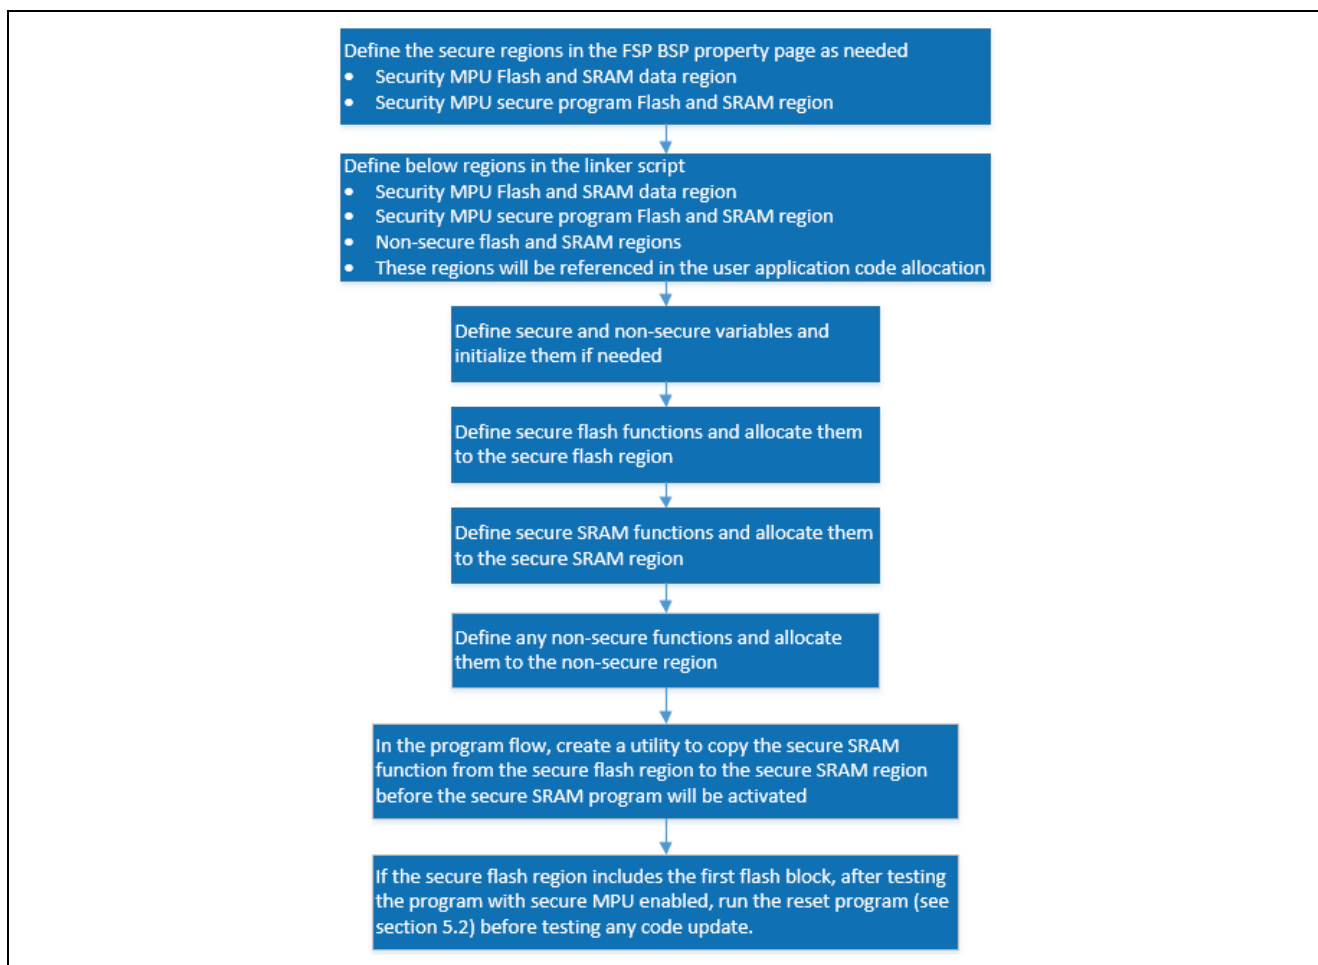 Define the secure regions in the FSP BSP property page as needed
• Security MPU Flash and SRAM data region
• Security MPU secure program Flash and SRAM region
Define below regions in the linker script
• Security MPU Flash and SRAM data region
• Security MPU secure program Flash and SRAM region
• Non-secure flash and SRAM regions
• These regions will be referenced in the user application code allocation
Define secure and non-secure variables and
initialize them if needed
Define secure flash functions and allocate them
to the secure flash region
Define secure SRAM functions and allocate them
to the secure SRAM region
Define any non-secure functions and allocate
them to the non-secure region
In the program flow, create a utility to copy the secure SRAM
function from the secure flash region to the secure SRAM region
before the secure SRAM program will be activated
If the secure flash region includes the first flash block, after testing
the program with secure MPU enabled, run the reset program (see
section 5.2) before testing any code update.